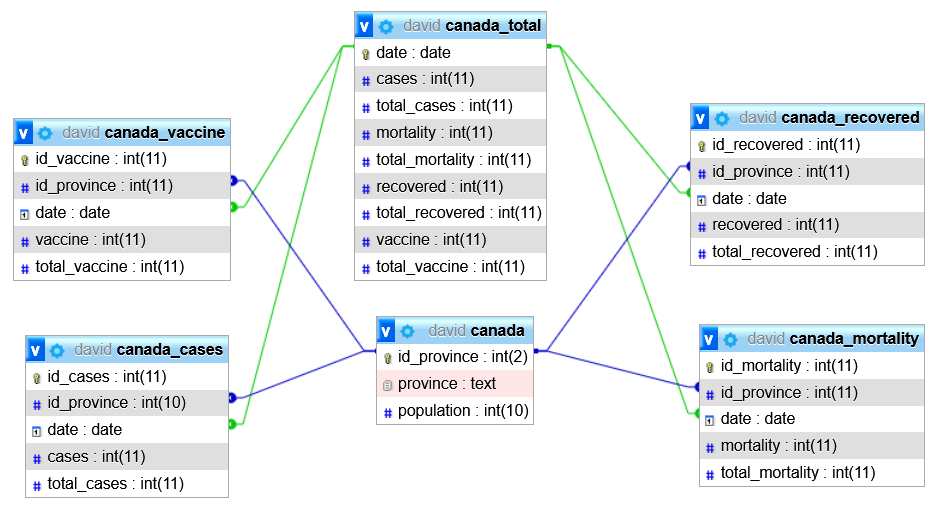 david canada_total
date : date
cases : int(11)
total_cases : int(11)
mortality : int(11)
total_mortality : int(11)
recovered : int(11)
total_recovered : int(11)
vaccine : int(11)
total_vaccine : int(11)
v david canada_vaccine
id_vaccine : int(11)
# id_province : int(11)
date : date
# vaccine : int(11)
# total_vaccine : int(11)
v david canada_recovered
id_recovered : int(11)
# id_province : int(11)
date : date
# recovered : int(11)
# total_recovered : int(11)
v david canada_cases
id_cases : int(11)
# id_province : int(10)
date : date
# cases : int(11)
# total_cases : int(11)
v david canada
id_province : int(2)
province : text
# population : int(10)
v david canada_mortality
id_mortality : int(11)
# id_province : int(11)
date : date
# mortality : int(11)
# total_mortality : int(11)